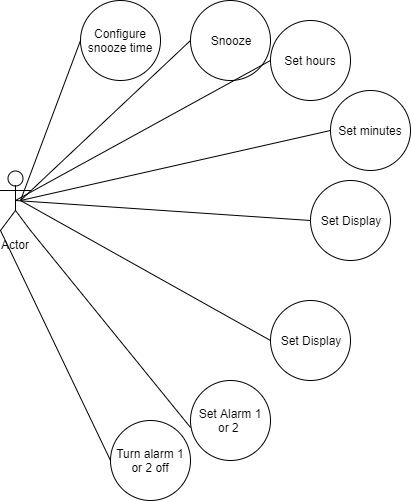 Configure
snooze time
Snooze
Set hours
Set minutes
Set Display
Actor
Set Display
Set Alarm 1
or 2
Turn alarm 1
or 2 off